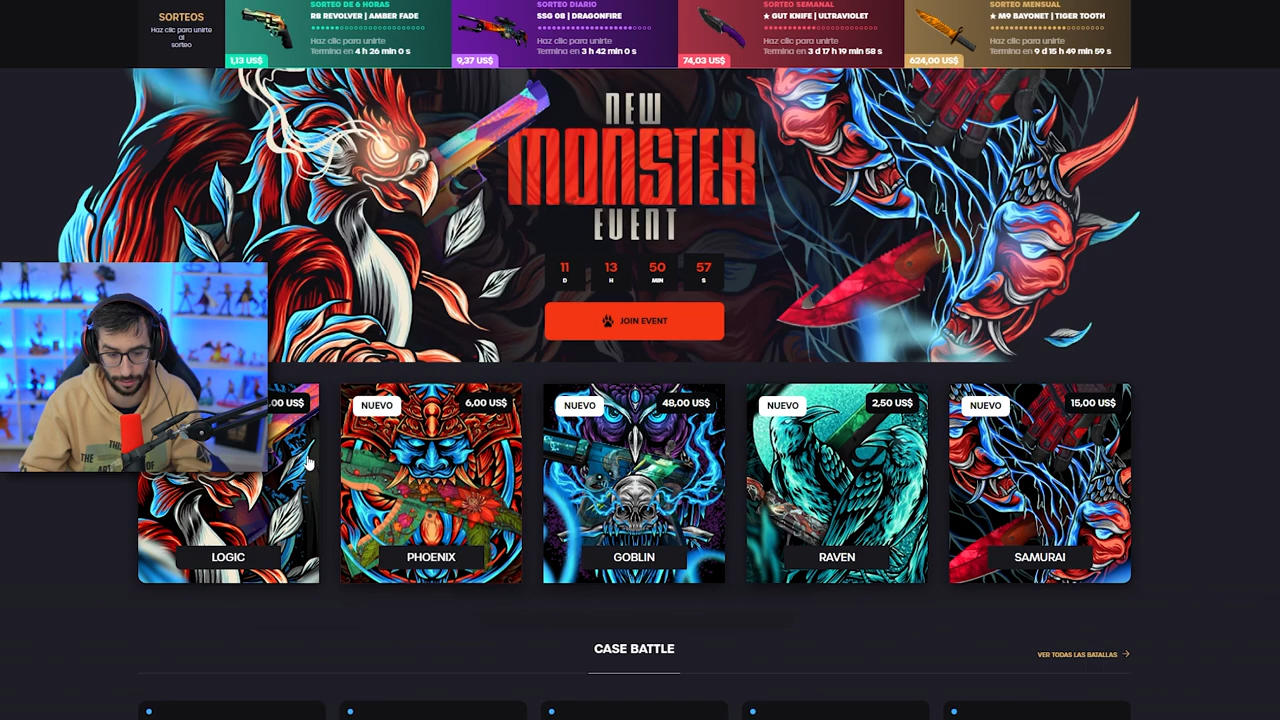 SORTEOS
Haz clic para unirte
al
sorteo
SORTEO DE 6 HORAS
R8 REVOLVER | AMBER FADE
Haz clic para unirte
Termina en 4 h 26 min 0 s
1,13 US$
SORTEO DIARIO
SSG 08 | DRAGONFIRE
Haz clic para unirte
Termina en 3 h 42 min 0 s
9,37 US$
SORTEO SEMANAL
★ GUT KNIFE | ULTRAVIOLET
Haz clic para unirte
Termina en 3 d 17 h 19 min 58 s
74,03 US$
SORTEO MENSUAL
★ M9 BAYONET | TIGER TOOTH
Haz clic para unirte
Termina en 9 d 15 h 49 min 59 s
624,00 US$
NEW
MONSTER
EVENT
11 13 50 57
D H MIN S
JOIN EVENT
.00 US$
NUEVO 6,00 US$
NUEVO 48,00 US$
NUEVO 2,50 US$
NUEVO 15,00 US$
THE
ART OF
LOGIC
PHOENIX
GOBLIN
RAVEN
SAMURAI
CASE BATTLE
VER TODAS LAS BATALLAS